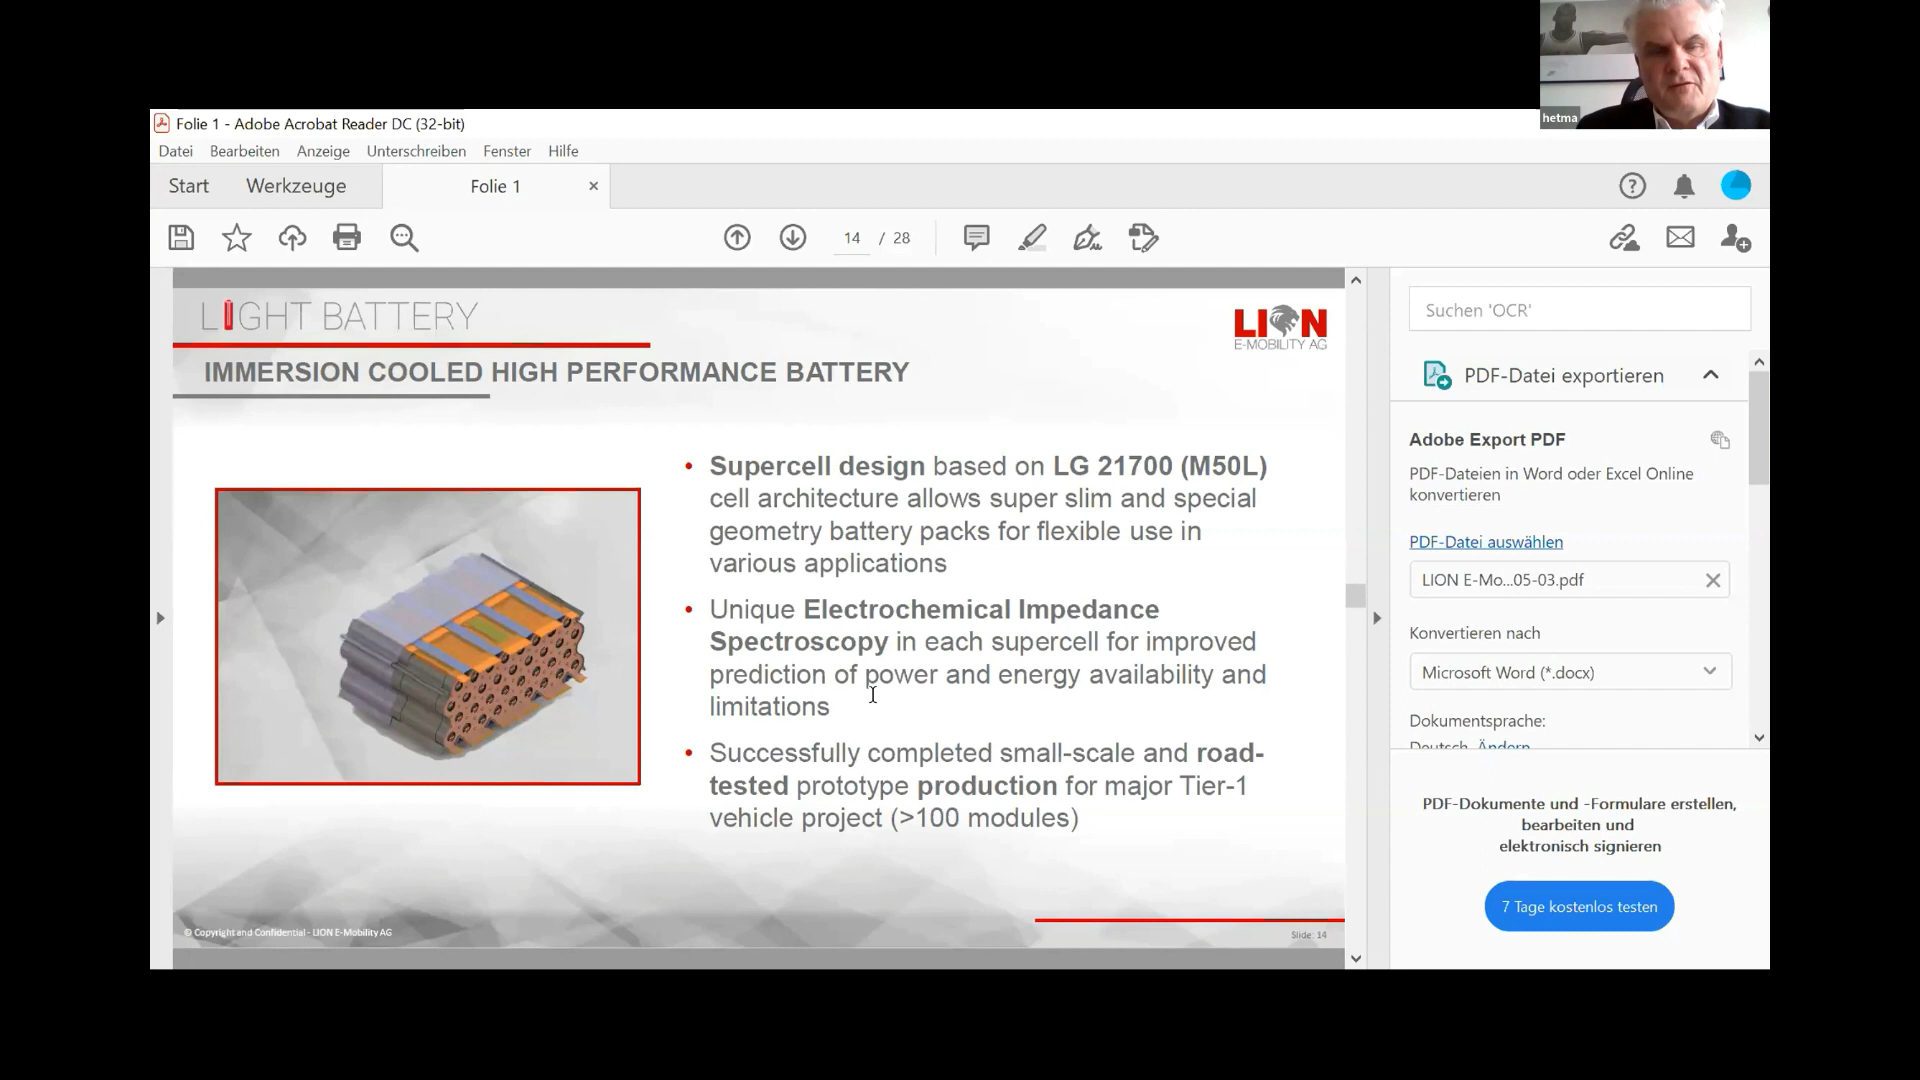 hetma
Folie 1 - Adobe Acrobat Reader DC (32-bit)
Datei Bearbeiten Anzeige Unterschreiben Fenster Hilfe
Start Werkzeuge Folie 1 ×
14 / 28
LIGHT BATTERY
LION
E-MOBILITY AG
IMMERSION COOLED HIGH PERFORMANCE BATTERY
• Supercell design based on LG 21700 (M50L)
cell architecture allows super slim and special
geometry battery packs for flexible use in
various applications
• Unique Electrochemical Impedance
Spectroscopy in each supercell for improved
prediction of power and energy availability and
limitations
• Successfully completed small-scale and road-
tested prototype production for major Tier-1
vehicle project (>100 modules)
© Copyright and Confidential - LION E-Mobility AG
Slide: 14
Suchen 'OCR'
PDF-Datei exportieren
Adobe Export PDF
PDF-Dateien in Word oder Excel Online
konvertieren
PDF-Datei auswählen
LION E-Mo...05-03.pdf
Konvertieren nach
Microsoft Word (*.docx)
Dokumentsprache:
Deutsch Ändern
PDF-Dokumente und -Formulare erstellen,
bearbeiten und
elektronisch signieren
7 Tage kostenlos testen